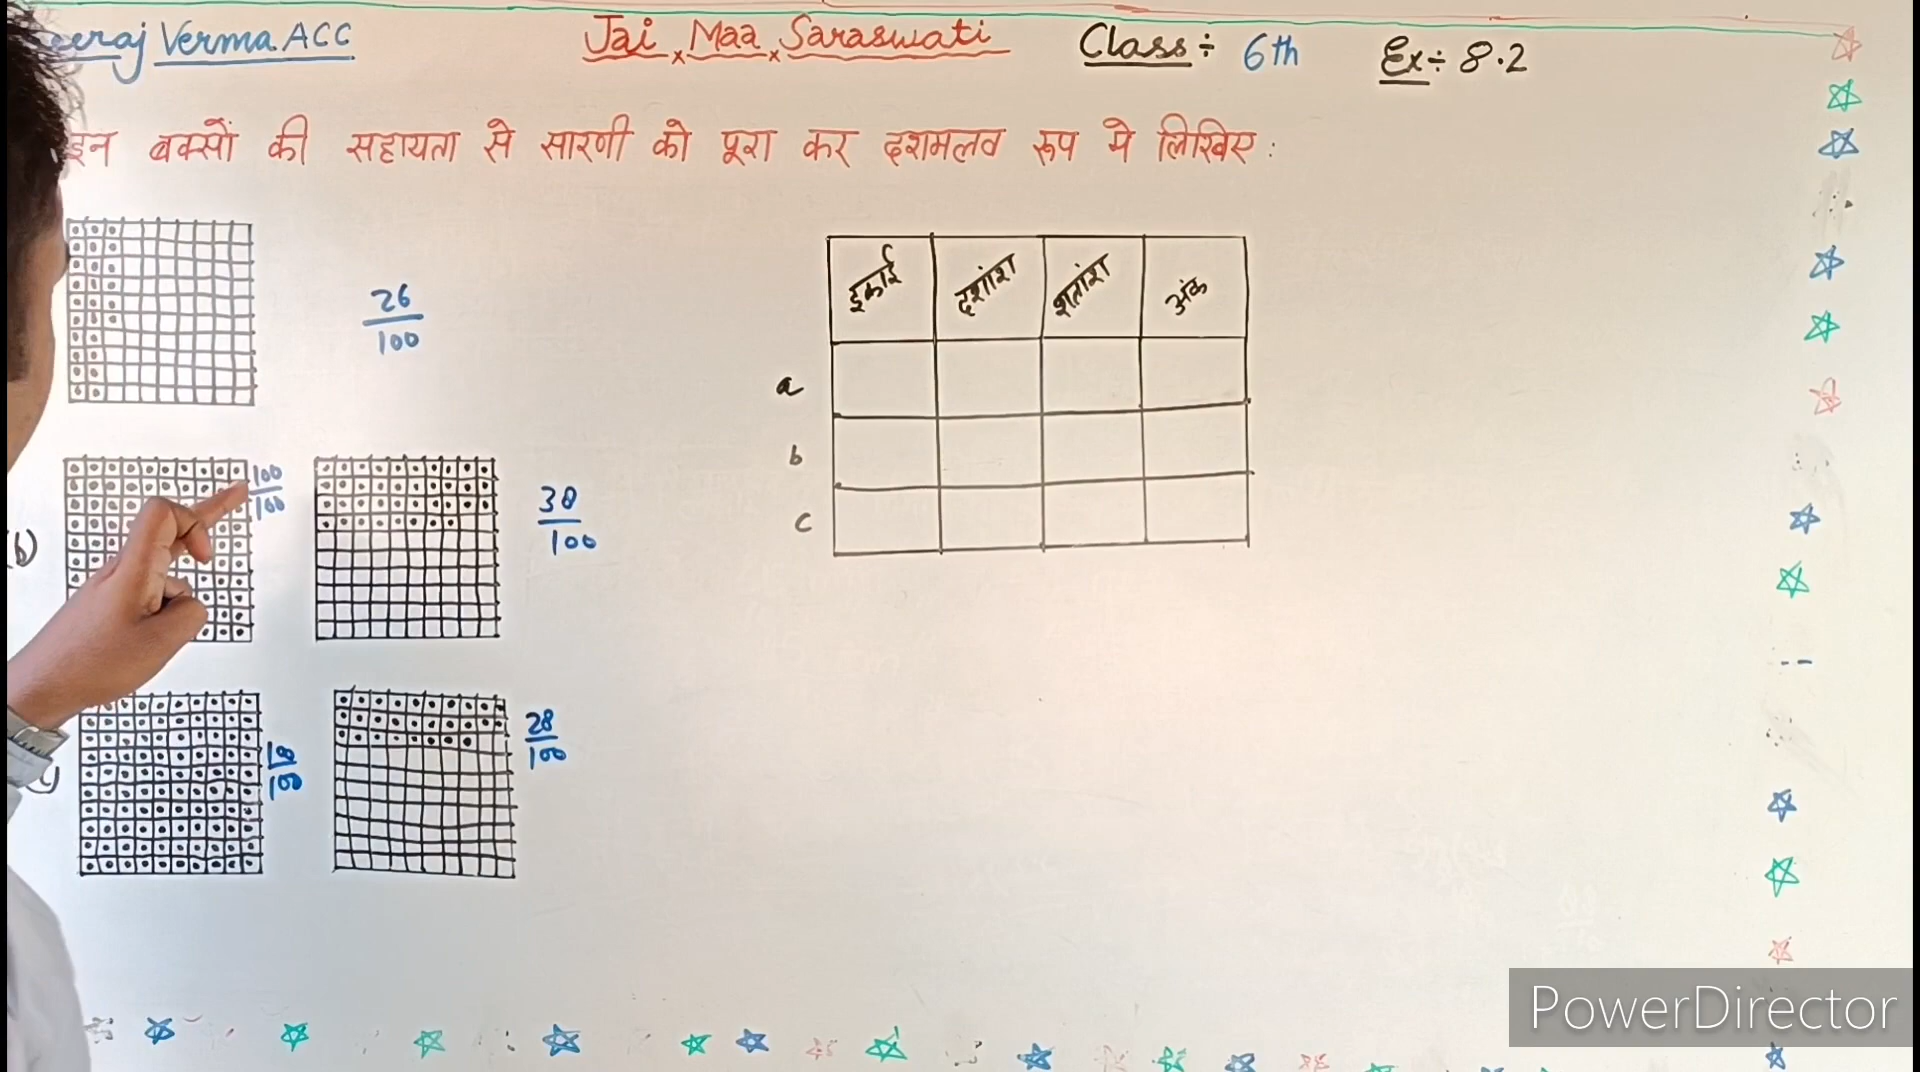 Verma ACC
Jai Maa Saraswati
Class ÷ 6th
Ex ÷ 8.2
इन बक्सों की सहायता से सारणी को पूरा कर दशमलव रूप मे लिखिए :
26
100
इकाई दशांश शतांश अंक
a
b
c
(b)
100
100
38
100
100
100
28
100
PowerDirector